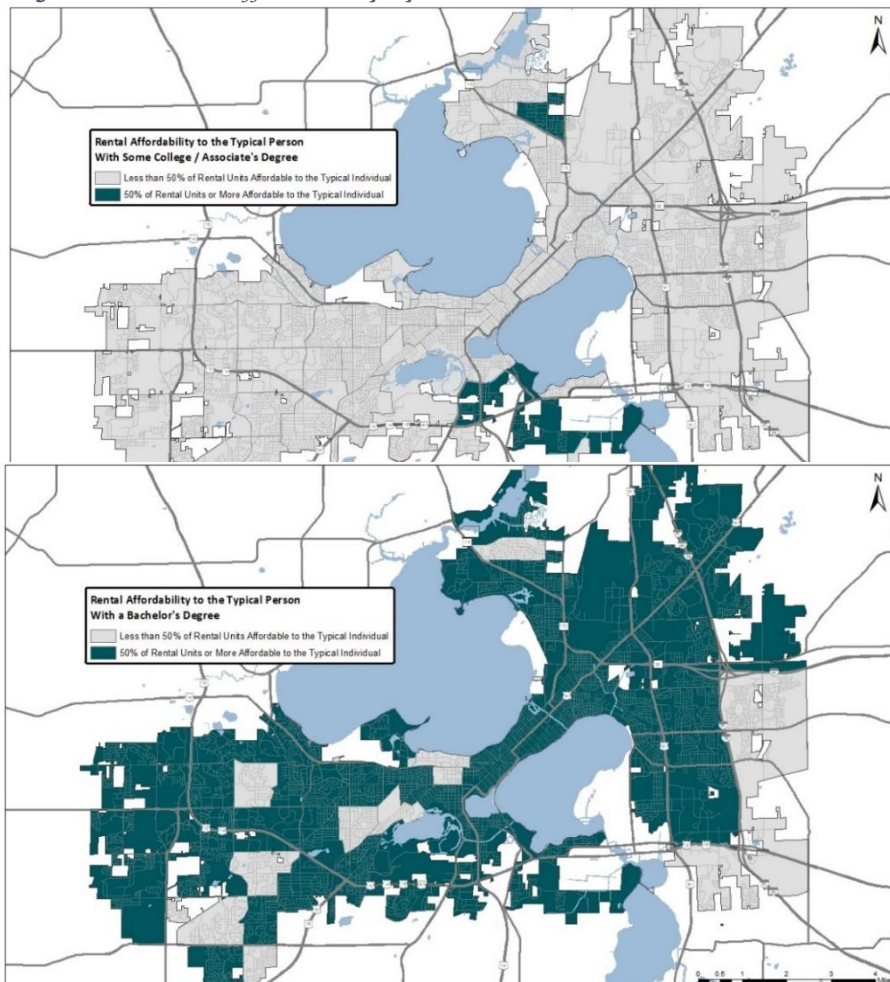 N
Rental Affordability to the Typical Person
With Some College / Associate's Degree
Less than 50% of Rental Units Affordable to the Typical Individual
50% of Rental Units or More Affordable to the Typical Individual
N
Rental Affordability to the Typical Person
With a Bachelor's Degree
Less than 50% of Rental Units Affordable to the Typical Individual
50% of Rental Units or More Affordable to the Typical Individual
0 0.5 1 2 3 4